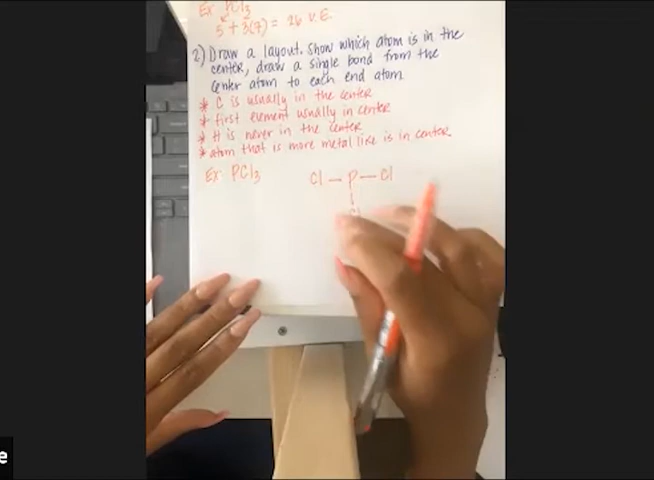 Ex PCl3
5 + 3(7) = 26 v.E.
2) Draw a layout. Show which atom is in the
center, draw a single bond from the
center atom to each end atom.
* C is usually in the center
* first element usually in center
* H is never in the center
* atom that is more metal like is in center
Ex: PCl3
Cl — P — Cl
Cl
e